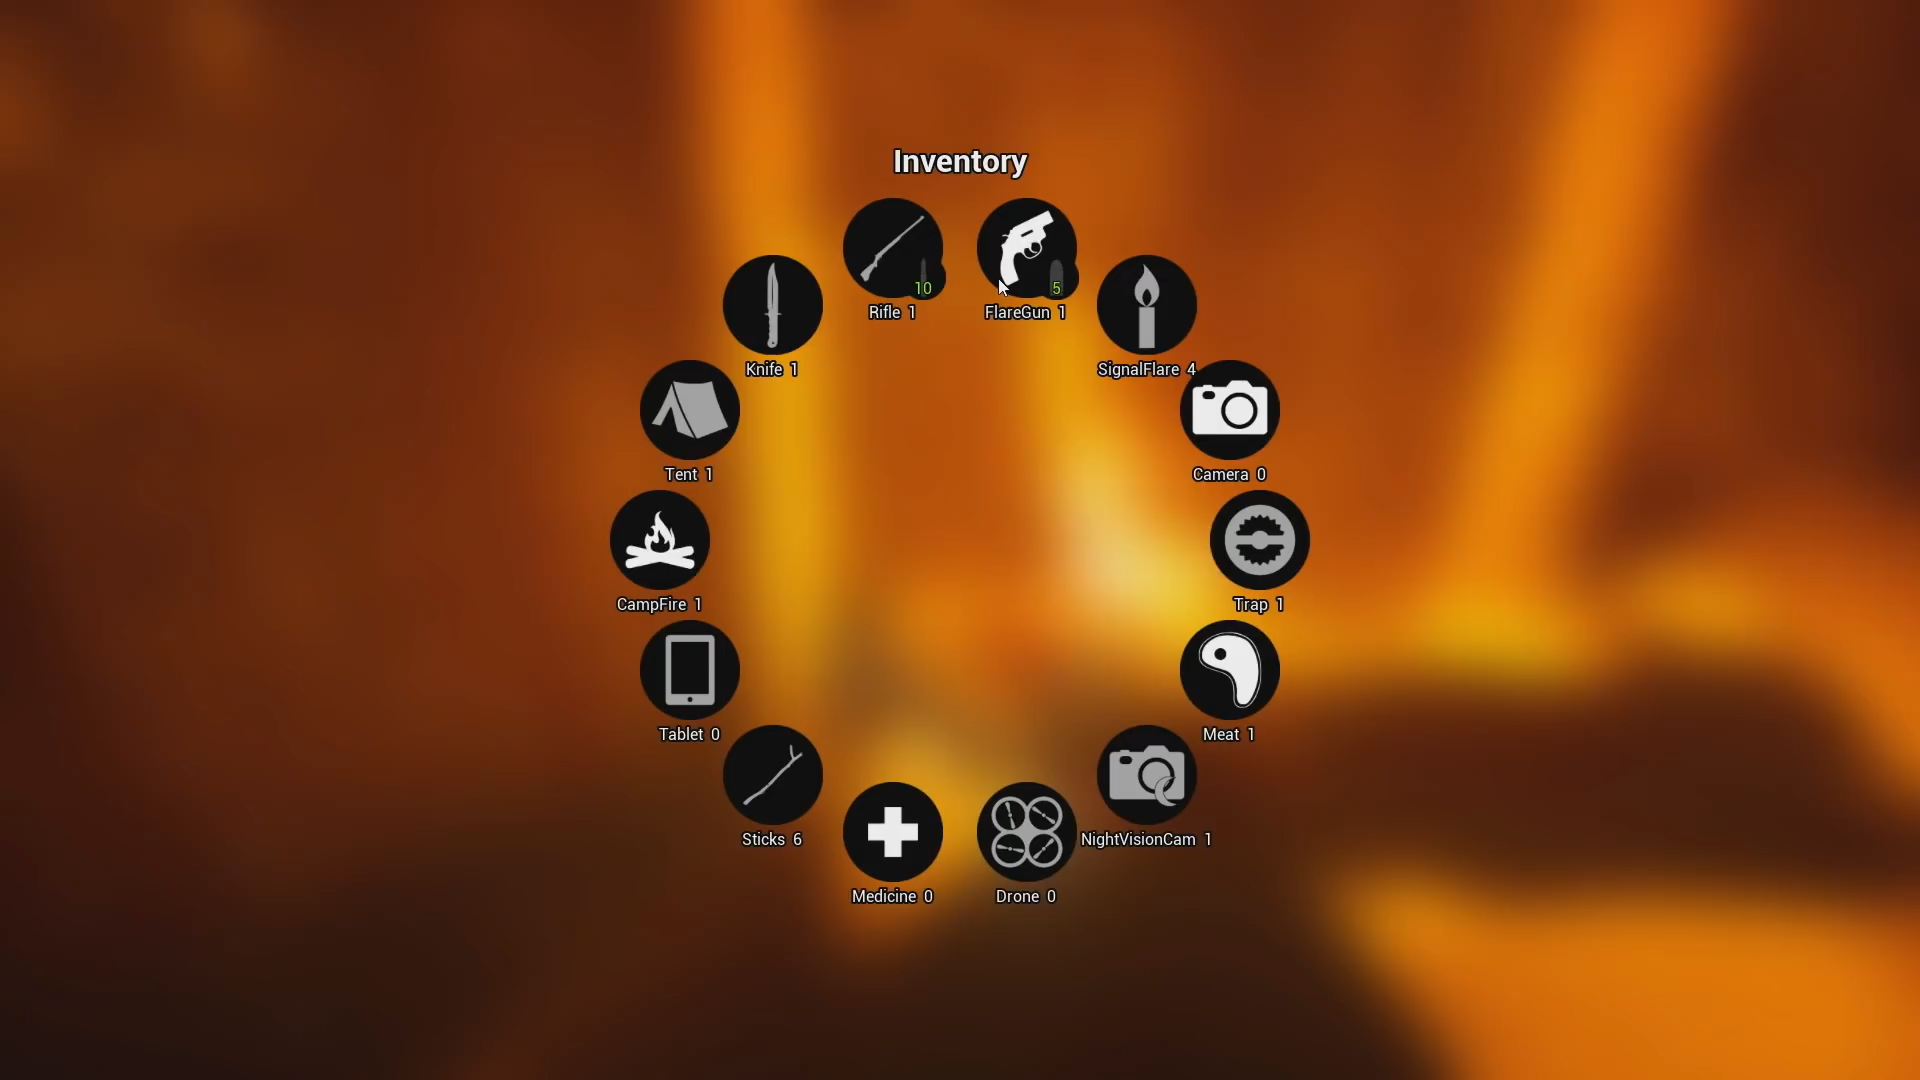 Inventory
10
Rifle 1
5
FlareGun 1
Knife 1
SignalFlare 4
Tent 1
Camera 0
CampFire 1
Trap 1
Tablet 0
Meat 1
Sticks 6
NightVisionCam 1
Medicine 0
Drone 0